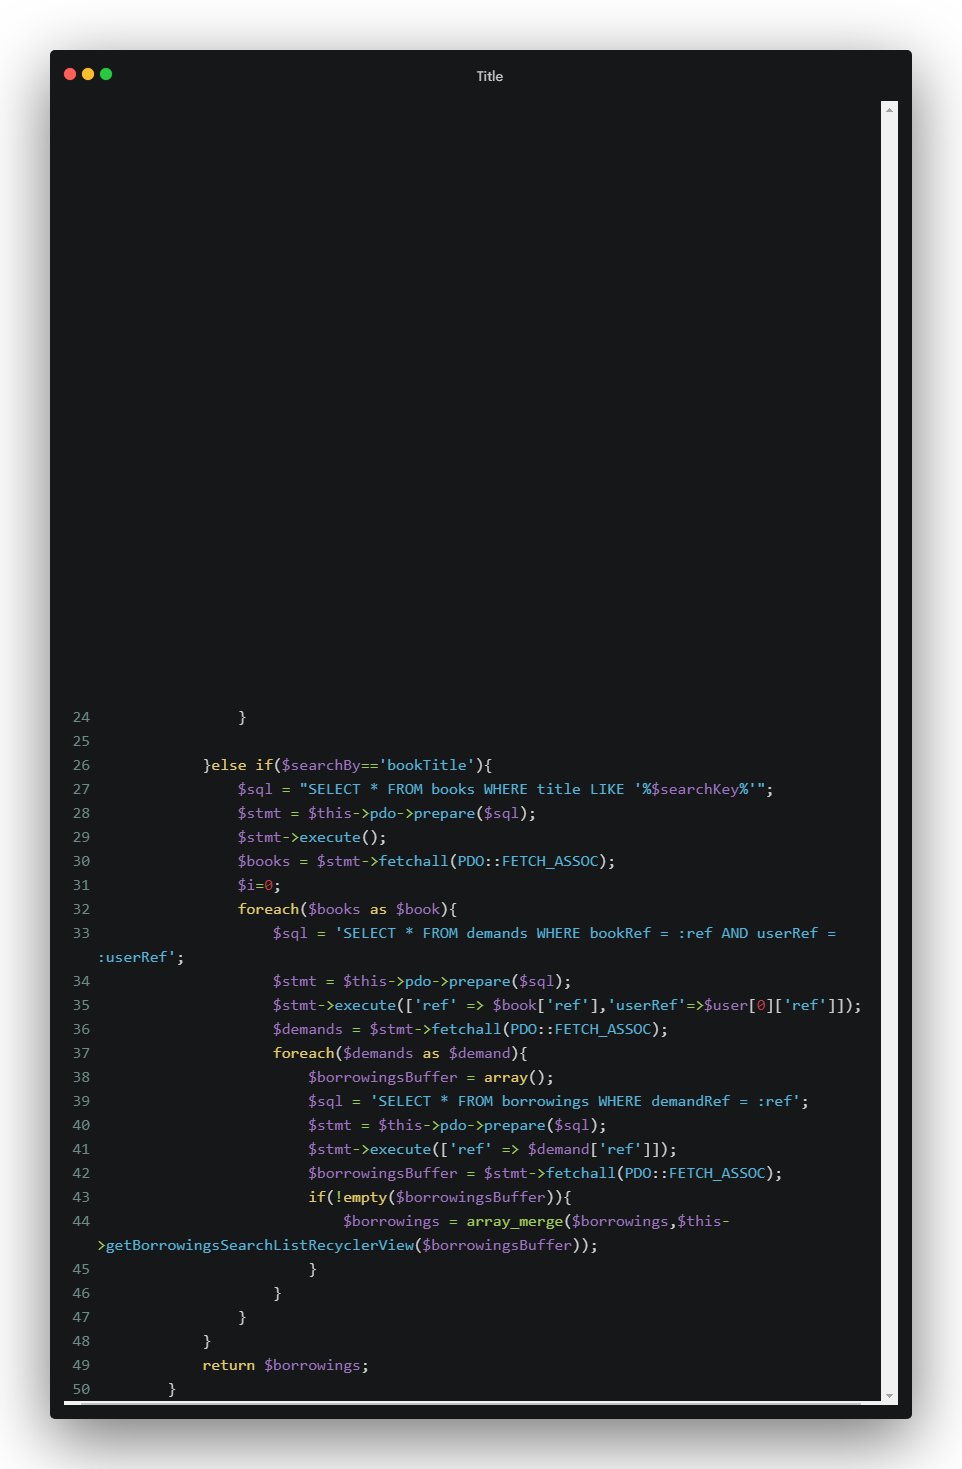 Title
24                 }
25
26             }else if($searchBy=='bookTitle'){
27                 $sql = "SELECT * FROM books WHERE title LIKE '%$searchKey%'";
28                 $stmt = $this->pdo->prepare($sql);
29                 $stmt->execute();
30                 $books = $stmt->fetchall(PDO::FETCH_ASSOC);
31                 $i=0;
32                 foreach($books as $book){
33                     $sql = 'SELECT * FROM demands WHERE bookRef = :ref AND userRef =
:userRef';
34                     $stmt = $this->pdo->prepare($sql);
35                     $stmt->execute(['ref' => $book['ref'],'userRef'=>$user[0]['ref']]);
36                     $demands = $stmt->fetchall(PDO::FETCH_ASSOC);
37                     foreach($demands as $demand){
38                         $borrowingsBuffer = array();
39                         $sql = 'SELECT * FROM borrowings WHERE demandRef = :ref';
40                         $stmt = $this->pdo->prepare($sql);
41                         $stmt->execute(['ref' => $demand['ref']]);
42                         $borrowingsBuffer = $stmt->fetchall(PDO::FETCH_ASSOC);
43                         if(!empty($borrowingsBuffer)){
44                             $borrowings = array_merge($borrowings,$this-
>getBorrowingsSearchListRecyclerView($borrowingsBuffer));
45                         }
46                     }
47                 }
48             }
49             return $borrowings;
50         }